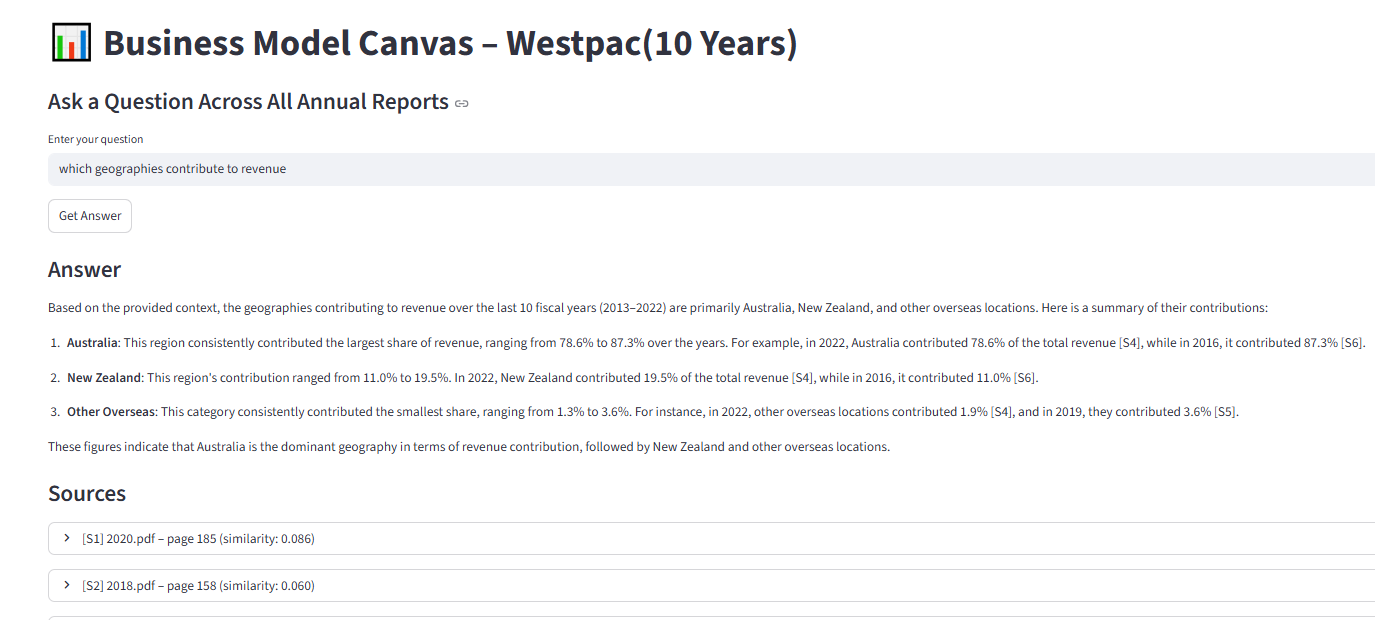 Business Model Canvas – Westpac(10 Years)
Ask a Question Across All Annual Reports
Enter your question
which geographies contribute to revenue
Get Answer
Answer
Based on the provided context, the geographies contributing to revenue over the last 10 fiscal years (2013–2022) are primarily Australia, New Zealand, and other overseas locations. Here is a summary of their contributions:
1. Australia: This region consistently contributed the largest share of revenue, ranging from 78.6% to 87.3% over the years. For example, in 2022, Australia contributed 78.6% of the total revenue [S4], while in 2016, it contributed 87.3% [S6].
2. New Zealand: This region's contribution ranged from 11.0% to 19.5%. In 2022, New Zealand contributed 19.5% of the total revenue [S4], while in 2016, it contributed 11.0% [S6].
3. Other Overseas: This category consistently contributed the smallest share, ranging from 1.3% to 3.6%. For instance, in 2022, other overseas locations contributed 1.9% [S4], and in 2019, they contributed 3.6% [S5].
These figures indicate that Australia is the dominant geography in terms of revenue contribution, followed by New Zealand and other overseas locations.
Sources
[S1] 2020.pdf – page 185 (similarity: 0.086)
[S2] 2018.pdf – page 158 (similarity: 0.060)